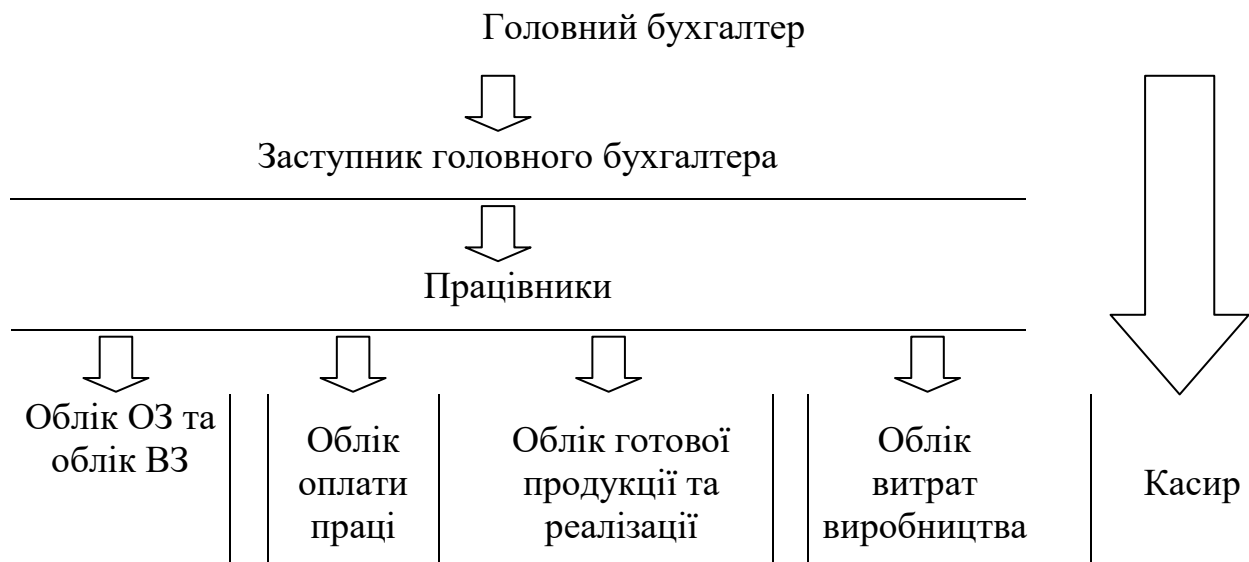 Головний бухгалтер
Заступник головного бухгалтера
Працівники
Облік ОЗ та
облік ВЗ
Облік
оплати
праці
Облік готової
продукції та
реалізації
Облік
витрат
виробництва
Касир